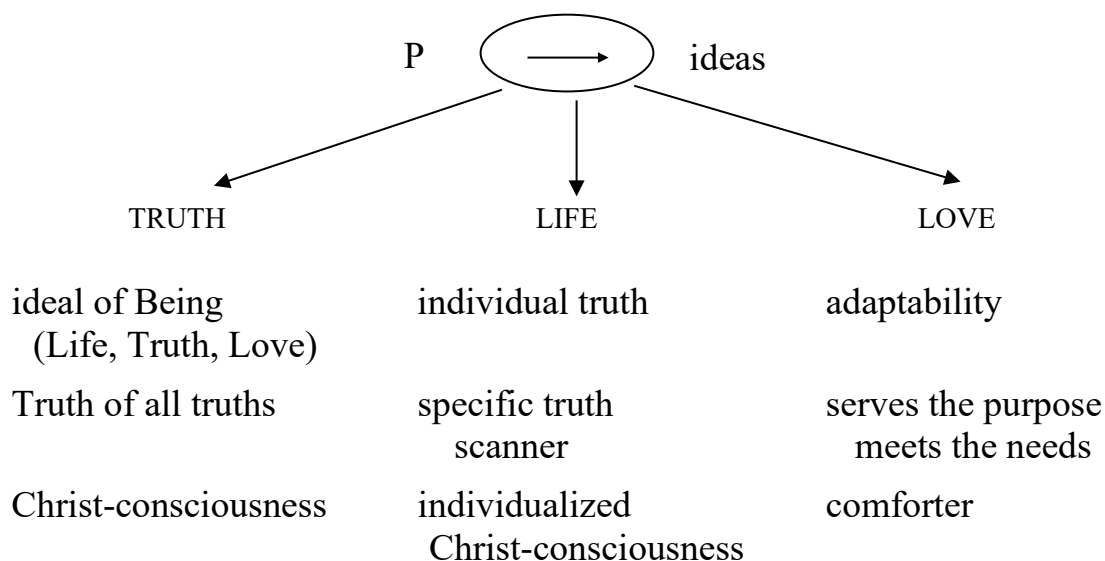 P ideas
TRUTH LIFE LOVE
ideal of Being individual truth adaptability
(Life, Truth, Love)
Truth of all truths specific truth serves the purpose
scanner meets the needs
Christ-consciousness individualized comforter
Christ-consciousness